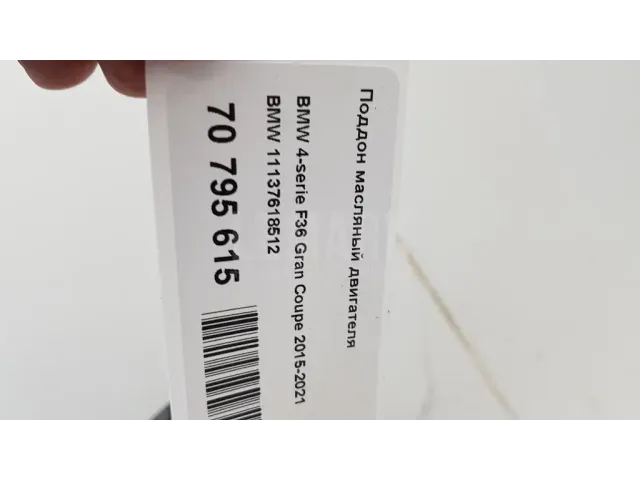 Поддон масляный двигателя
BMW 4-serie F36 Gran Coupe 2015-2021
BMW 11137618512
70 795 615